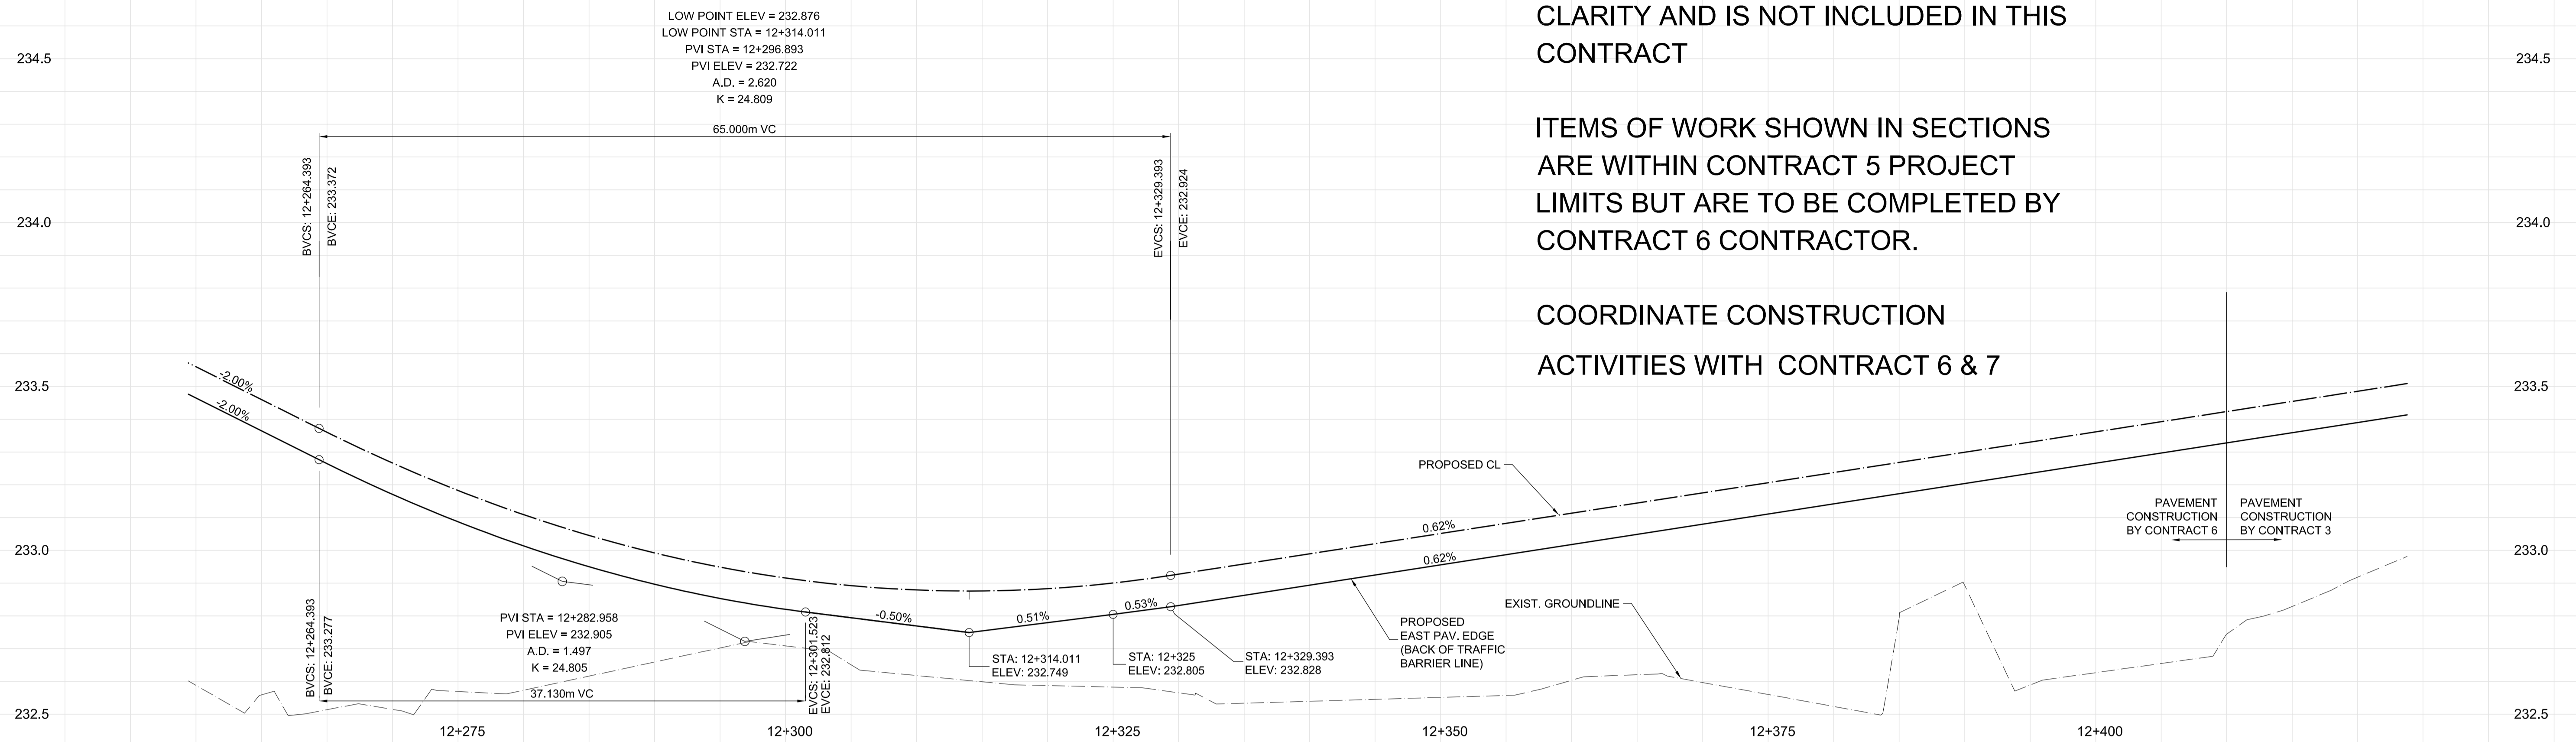 LOW POINT ELEV = 232.876
LOW POINT STA = 12+314.011
PVI STA = 12+296.893
PVI ELEV = 232.722
A.D. = 2.620
K = 24.809
65.000m VC
BVCS: 12+264.393
BVCE: 233.372
EVCS: 12+329.393
EVCE: 232.924
CLARITY AND IS NOT INCLUDED IN THIS
CONTRACT
ITEMS OF WORK SHOWN IN SECTIONS
ARE WITHIN CONTRACT 5 PROJECT
LIMITS BUT ARE TO BE COMPLETED BY
CONTRACT 6 CONTRACTOR.
COORDINATE CONSTRUCTION
ACTIVITIES WITH CONTRACT 6 & 7
234.5
234.0
233.5
233.0
232.5
234.5
234.0
233.5
233.0
232.5
-2.00%
-2.00%
PROPOSED CL
0.62%
0.62%
-0.50%
0.51%
0.53%
PAVEMENT
CONSTRUCTION
BY CONTRACT 6
PAVEMENT
CONSTRUCTION
BY CONTRACT 3
EXIST. GROUNDLINE
PROPOSED
EAST PAV. EDGE
(BACK OF TRAFFIC
BARRIER LINE)
BVCS: 12+264.393
BVCE: 233.277
PVI STA = 12+282.958
PVI ELEV = 232.905
A.D. = 1.497
K = 24.805
37.130m VC
EVCS: 12+301.523
EVCE: 232.812
STA: 12+314.011
ELEV: 232.749
STA: 12+325
ELEV: 232.805
STA: 12+329.393
ELEV: 232.828
12+275
12+300
12+325
12+350
12+375
12+400